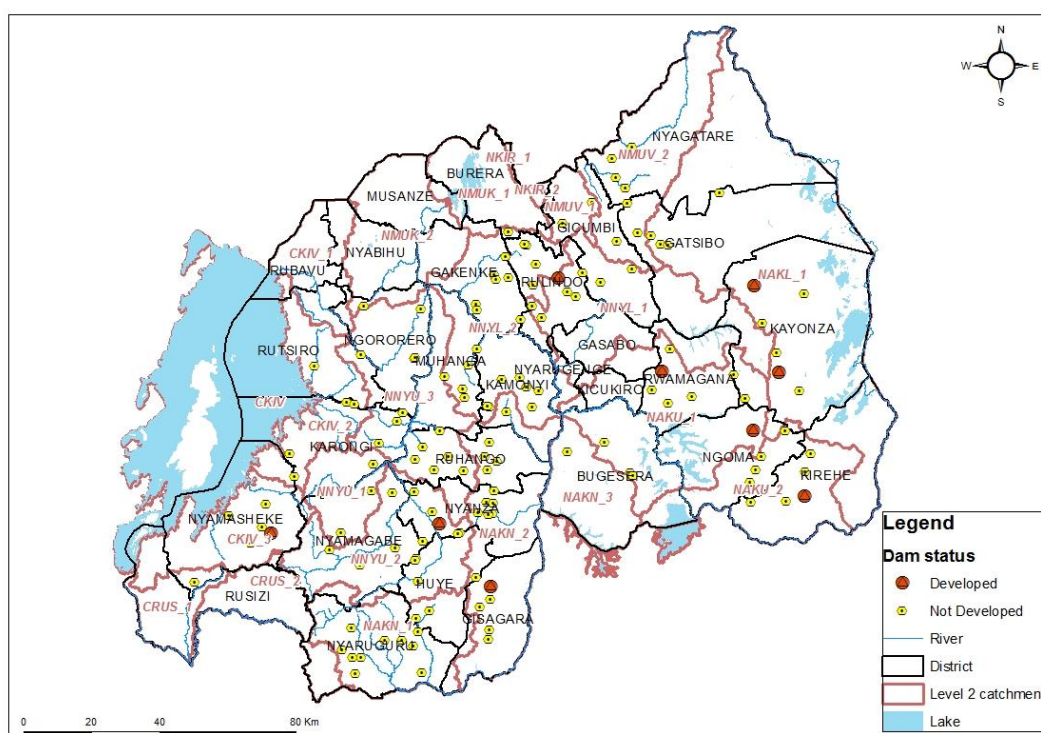 N
W E
S
NYAGATARE
NKIR_1
NMUV_2
BURERA
MUSANZE
NMUK_1
NKIR_2
NMUV_1
GICUMBI
NMUK_2
GATSIBO
CKIV_1
NYABIHU
RUBAVU
GAKENKE
NAKL_1
RULINDO
NNYL_1
NNYL_2
KAYONZA
NGORORERO
RUTSIRO
GASABO
MUHANGA
NYARUGENGE
KAMONYI
KICUKIRO
RWAMAGANA
CKIV
NNYU_3
NAKU_1
CKIV_2
KARONGI
RUHANGO
NGOMA
BUGESERA
KIREHE
NNYU_1
NAKU_2
NAKN_3
NYANZA
NYAMASHEKE
NAKN_2
CKIV_3
NYAMAGABE
NNYU_2
CRUS_2
HUYE
RUSIZI
CRUS_1
GISAGARA
NAKN_1
NYARUGURU
Legend
Dam status
Developed
Not Developed
River
District
Level 2 catchmen
Lake
0 20 40 80 Km